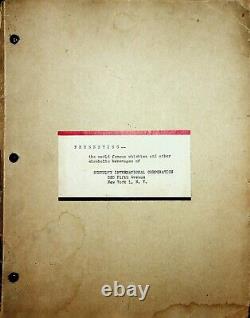 PRESENTING--
the world famous whiskies and other
alcoholic beverages of
SCHENLEY INTERNATIONAL CORPORATION
350 Fifth Avenue
New York 1, N. Y.
ebay